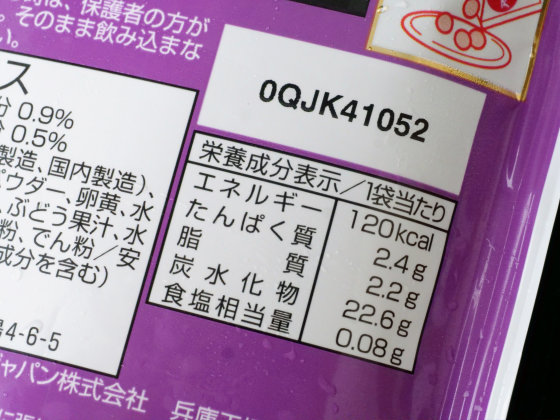 は、保護者の方が
。そのまま飲み込まな
い。
ス
分 0.9%
分 0.5%
製造、国内製造)、
パウダー、卵黄、水
、ぶどう果汁、水
粉、でん粉/安
成分を含む)
4-6-5
ジャパン株式会社 兵庫
0QJK41052
栄養成分表示/1袋当たり
エネルギー 120kcal
たんぱく質 2.4g
脂質 2.2g
炭水化物 22.6g
食塩相当量 0.08g